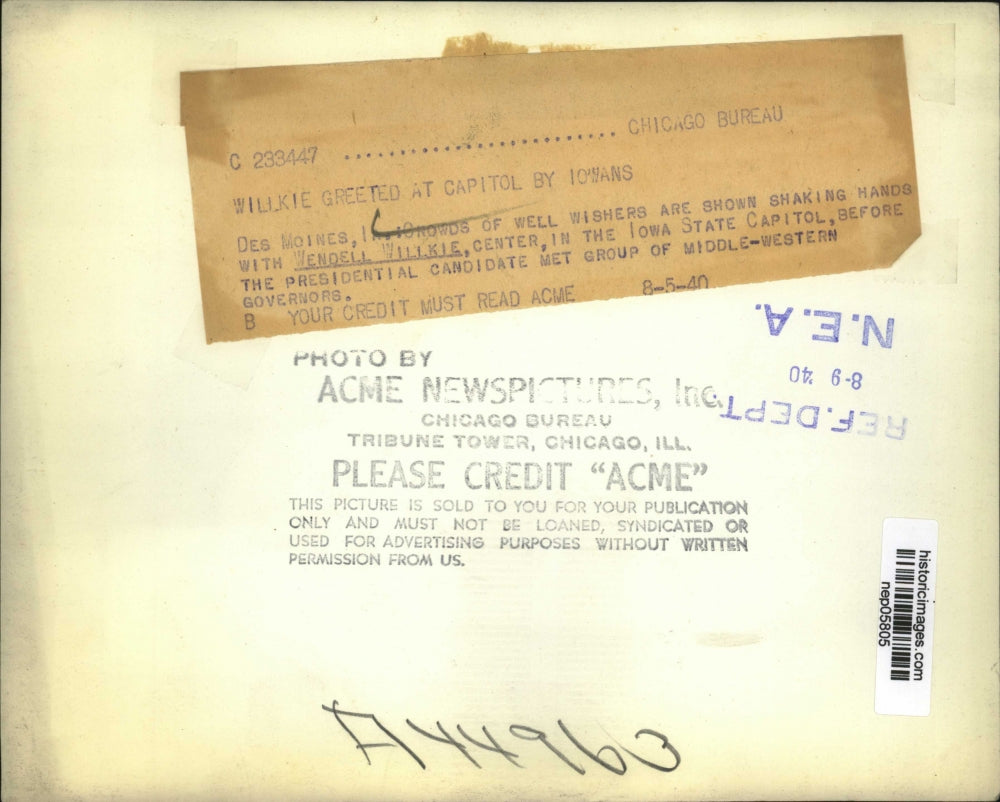 C 233447 ........................ CHICAGO BUREAU
WILLKIE GREETED AT CAPITOL BY IOWANS
DES MOINES, IA.:CROWDS OF WELL WISHERS ARE SHOWN SHAKING HANDS
WITH WENDELL WILLKIE, CENTER, IN THE IOWA STATE CAPITOL, BEFORE
THE PRESIDENTIAL CANDIDATE MET GROUP OF MIDDLE-WESTERN
GOVERNORS.
B YOUR CREDIT MUST READ ACME 8-5-40
N.E.A.
8-9 '40
REF. DEPT.
PHOTO BY
ACME NEWSPICTURES, Inc.
CHICAGO BUREAU
TRIBUNE TOWER, CHICAGO, ILL.
PLEASE CREDIT "ACME"
THIS PICTURE IS SOLD TO YOU FOR YOUR PUBLICATION
ONLY AND MUST NOT BE LOANED, SYNDICATED OR
USED FOR ADVERTISING PURPOSES WITHOUT WRITTEN
PERMISSION FROM US.
historicimages.com
nep05805
A44963